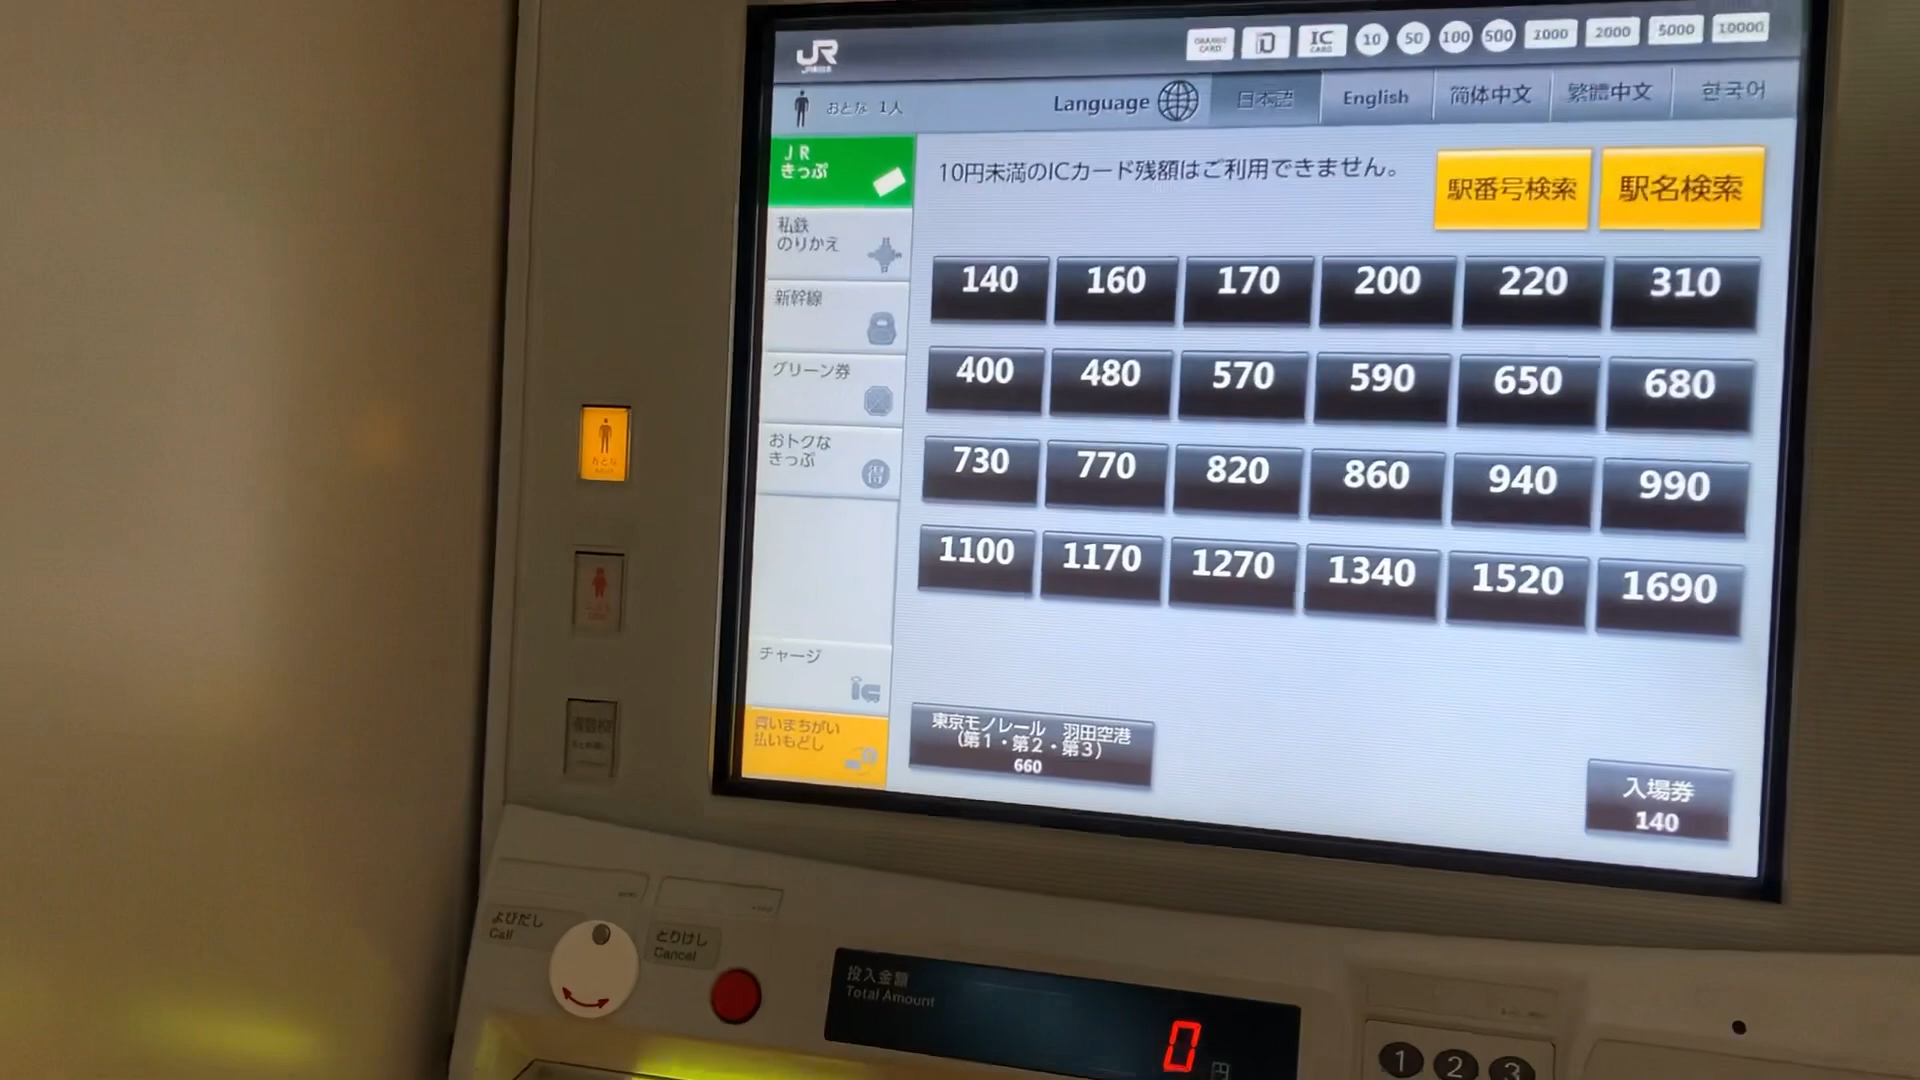 JR
ORANGE CARD
IC CARD
10 50 100 500 1000 2000 5000 10000
おとな 1人
Language
日本語
English
简体中文
繁體中文
한국어
JR
きっぷ
10円未満のICカード残額はご利用できません。
駅番号検索
駅名検索
私鉄
のりかえ
新幹線
グリーン券
おトクな
きっぷ
得
140 160 170 200 220 310
400 480 570 590 650 680
730 770 820 860 940 990
1100 1170 1270 1340 1520 1690
チャージ
ic
買いまちがい
払いもどし
東京モノレール 羽田空港
(第1・第2・第3)
660
入場券
140
おとな
よびだし
Call
とりけし
Cancel
投入金額
Total Amount
0 円
1 2 3